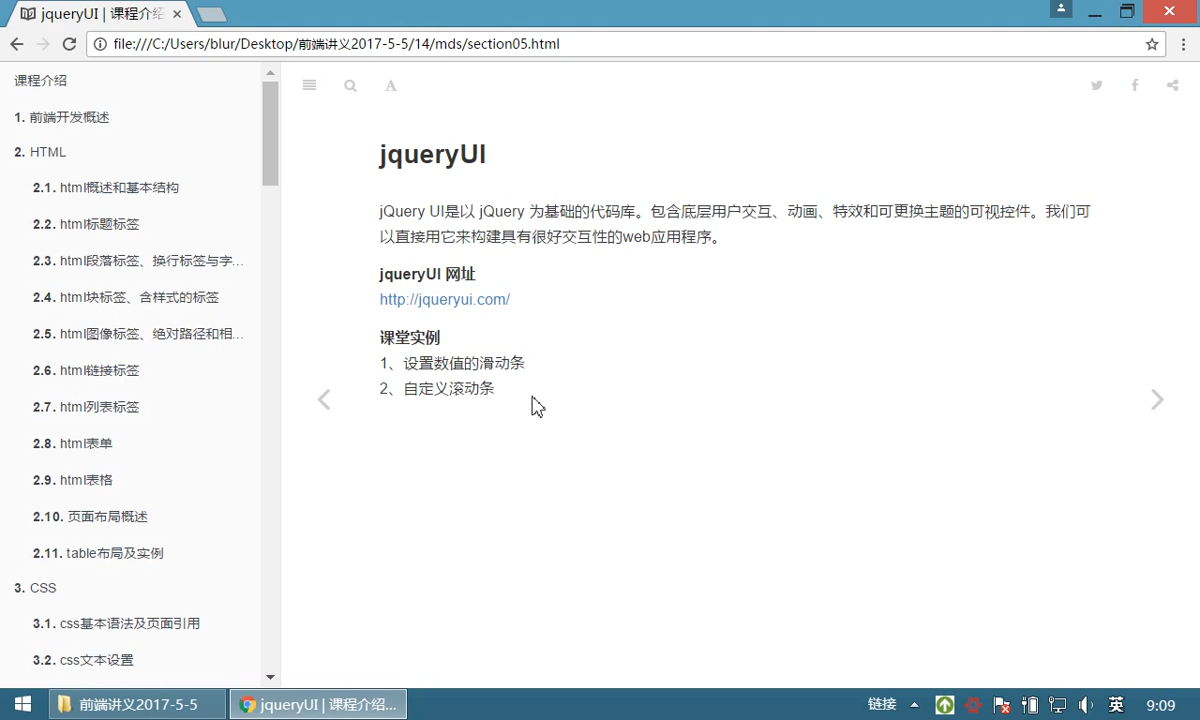 jqueryUI | 课程介绍
file:///C:/Users/blur/Desktop/前端讲义2017-5-5/14/mds/section05.html
课程介绍
1. 前端开发概述
2. HTML
2.1. html概述和基本结构
2.2. html标题标签
2.3. html段落标签、换行标签与字...
2.4. html块标签、含样式的标签
2.5. html图像标签、绝对路径和相...
2.6. html链接标签
2.7. html列表标签
2.8. html表单
2.9. html表格
2.10. 页面布局概述
2.11. table布局及实例
3. CSS
3.1. css基本语法及页面引用
3.2. css文本设置
A
jqueryUI
jQuery UI是以 jQuery 为基础的代码库。包含底层用户交互、动画、特效和可更换主题的可视控件。我们可
以直接用它来构建具有很好交互性的web应用程序。
jqueryUI 网址
http://jqueryui.com/
课堂实例
1、设置数值的滑动条
2、自定义滚动条
前端讲义2017-5-5
jqueryUI | 课程介绍...
链接
英
9:09